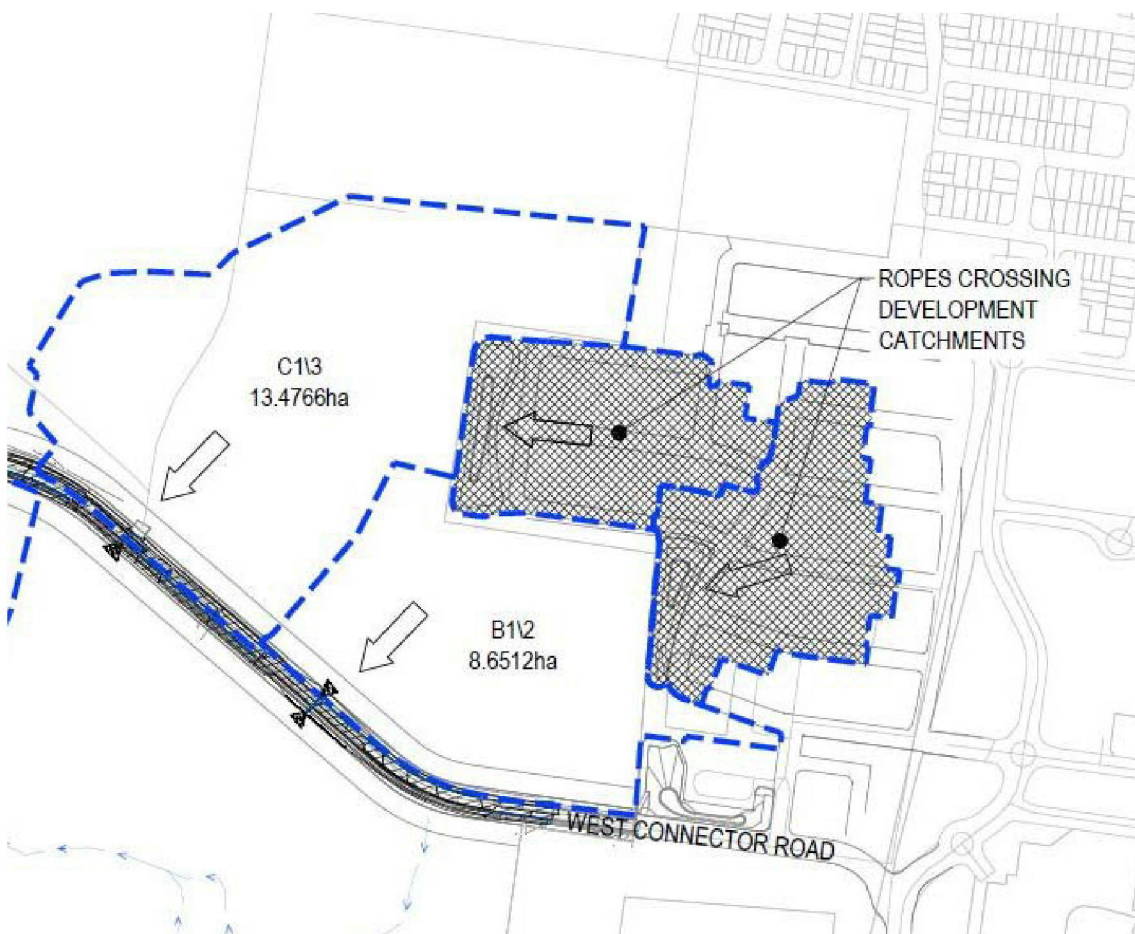 ROPES CROSSING
DEVELOPMENT
CATCHMENTS
C1\3
13.4766ha
B1\2
8.6512ha
WEST CONNECTOR ROAD